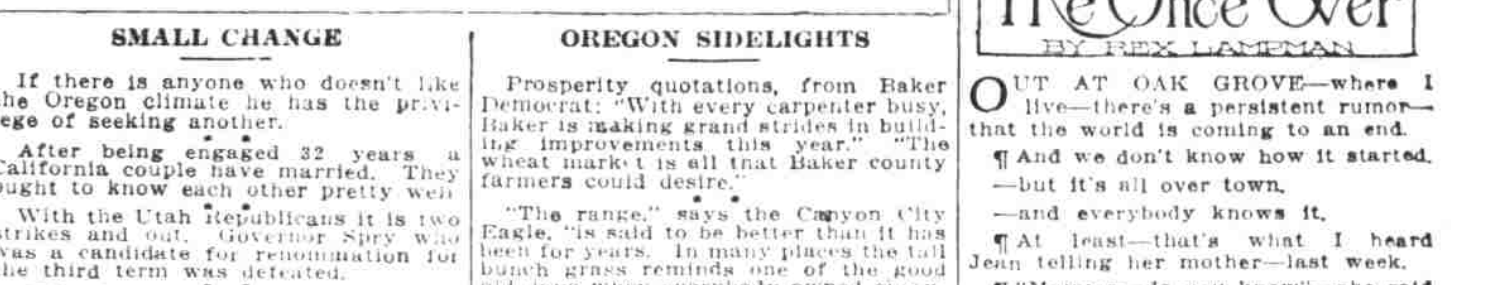 SMALL CHANGE
If there is anyone who doesn't like
he Oregon climate he has the privi-
ege of seeking another.
After being engaged 32 years a
California couple have married. They
ught to know each other pretty well
With the Utah Republicans it is two
strikes and out. Governor Spry who
was a candidate for renomination for
he third term was defeated.
OREGON SIDELIGHTS
Prosperity quotations, from Baker
Democrat: "With every carpenter busy,
Baker is making grand strides in build-
ing improvements this year." "The
wheat market is all that Baker county
farmers could desire."
"The range," says the Canyon City
Eagle, "is said to be better than it has
been for years. In many places the tall
bunch grass reminds one of the good
The Once Over
BY REX LAMPMAN
OUT AT OAK GROVE—where I
live—there's a persistent rumor—
that the world is coming to an end.
¶ And we don't know how it started.
—but it's all over town,
—and everybody knows it,
¶ At least—that's what I heard
Jean telling her mother—last week.